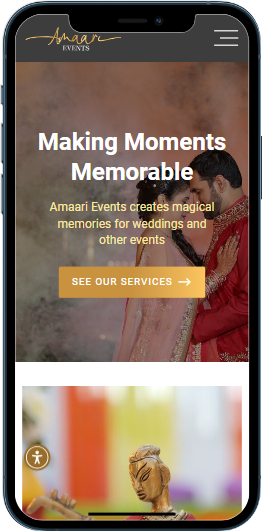 Amaari
EVENTS
Making Moments
Memorable
Amaari Events creates magical
memories for weddings and
other events
SEE OUR SERVICES